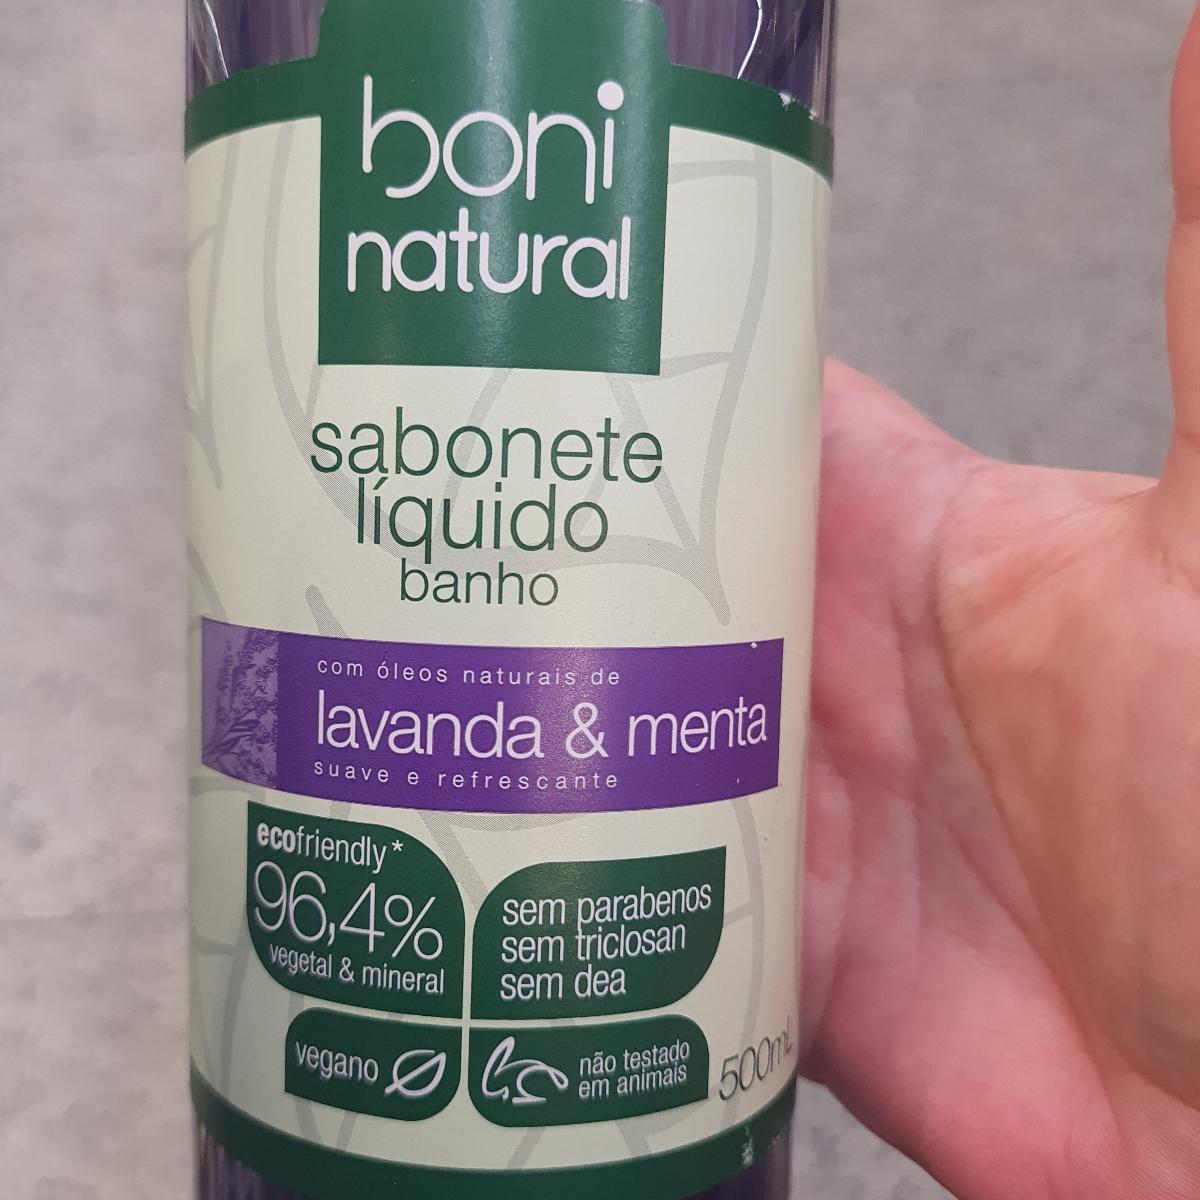 boni
natural
sabonete
líquido
banho
com óleos naturais de
lavanda & menta
suave e refrescante
ecofriendly*
96,4%
vegetal & mineral
sem parabenos
sem triclosan
sem dea
vegano
não testado
em animais
500mL